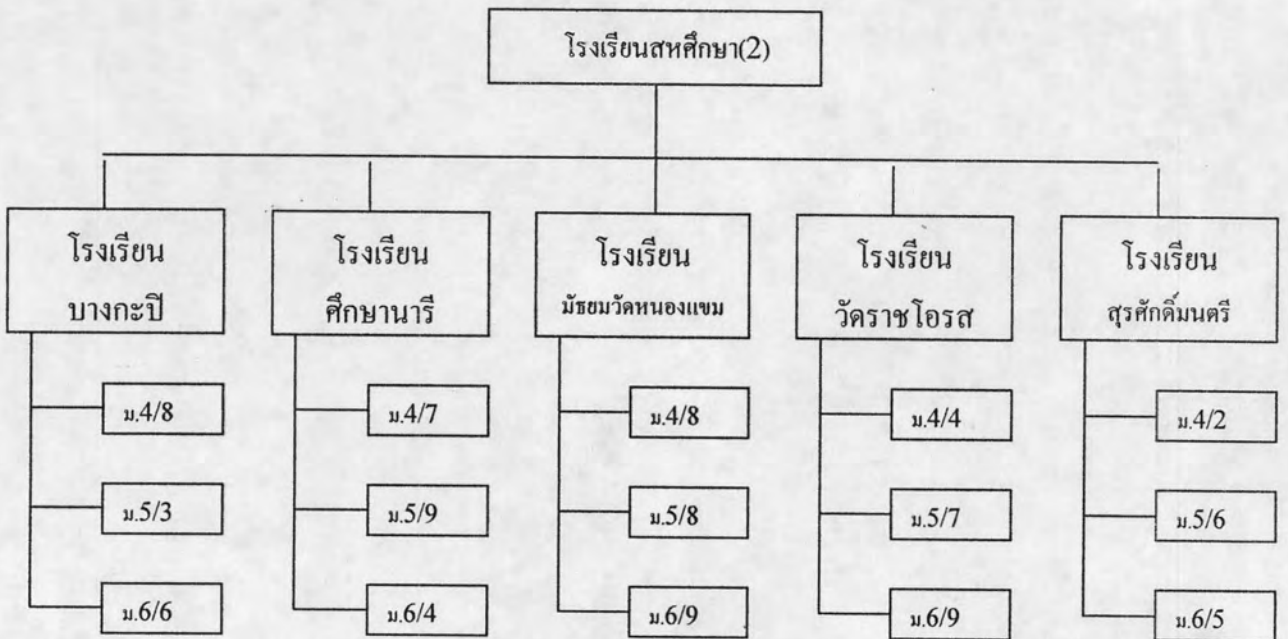 โรงเรียนสหศึกษา(2)
โรงเรียน
บางกะปิ
โรงเรียน
ศึกษานารี
โรงเรียน
มัธยมวัดหนองแขม
โรงเรียน
วัดราชโอรส
โรงเรียน
สุรศักดิ์มนตรี
ม.4/8
ม.4/7
ม.4/8
ม.4/4
ม.4/2
ม.5/3
ม.5/9
ม.5/8
ม.5/7
ม.5/6
ม.6/6
ม.6/4
ม.6/9
ม.6/9
ม.6/5